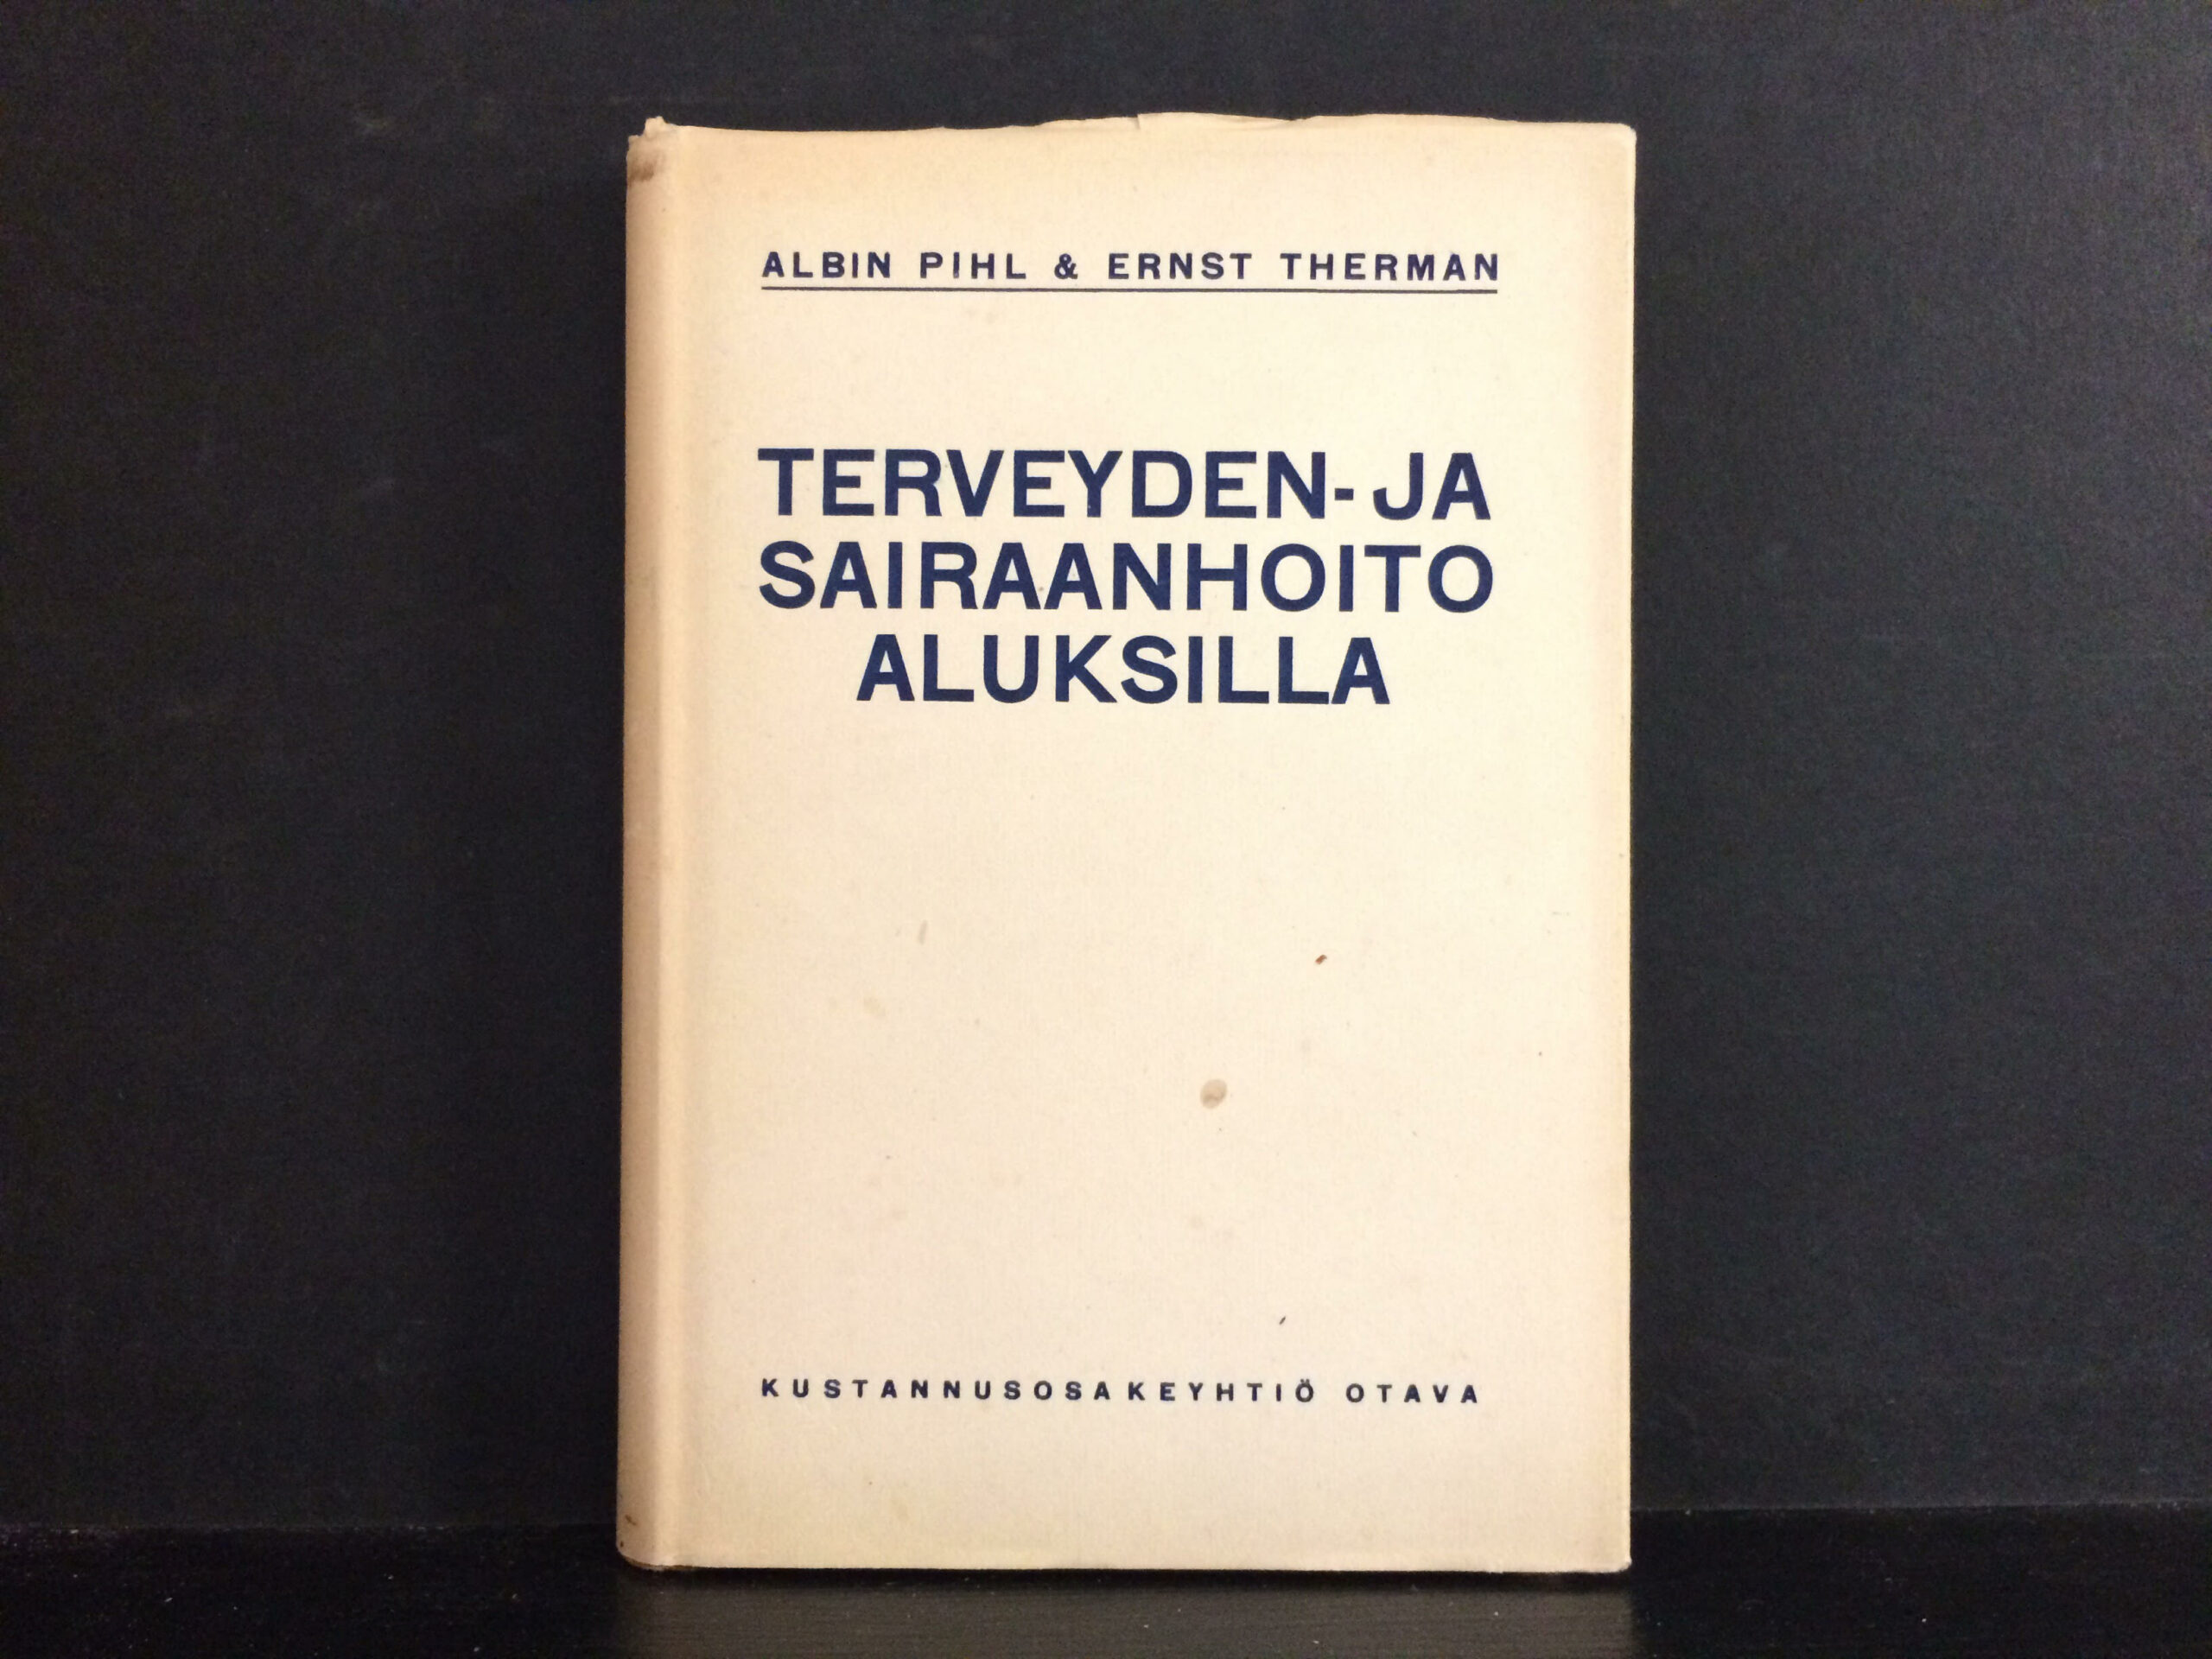 ALBIN PIHL & ERNST THERMAN
TERVEYDEN- JA
SAIRAANHOITO
ALUKSILLA
KUSTANNUSOSAKEYHTIÖ OTAVA